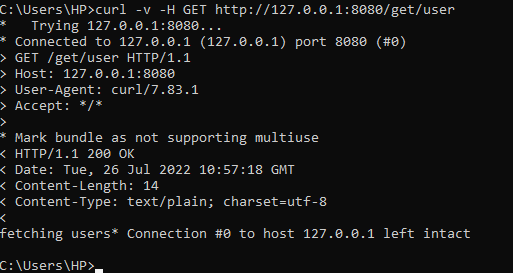 C:\Users\HP>curl -v -H GET http://127.0.0.1:8080/get/user
*   Trying 127.0.0.1:8080...
* Connected to 127.0.0.1 (127.0.0.1) port 8080 (#0)
> GET /get/user HTTP/1.1
> Host: 127.0.0.1:8080
> User-Agent: curl/7.83.1
> Accept: */*
>
* Mark bundle as not supporting multiuse
< HTTP/1.1 200 OK
< Date: Tue, 26 Jul 2022 10:57:18 GMT
< Content-Length: 14
< Content-Type: text/plain; charset=utf-8
<
fetching users* Connection #0 to host 127.0.0.1 left intact
C:\Users\HP>